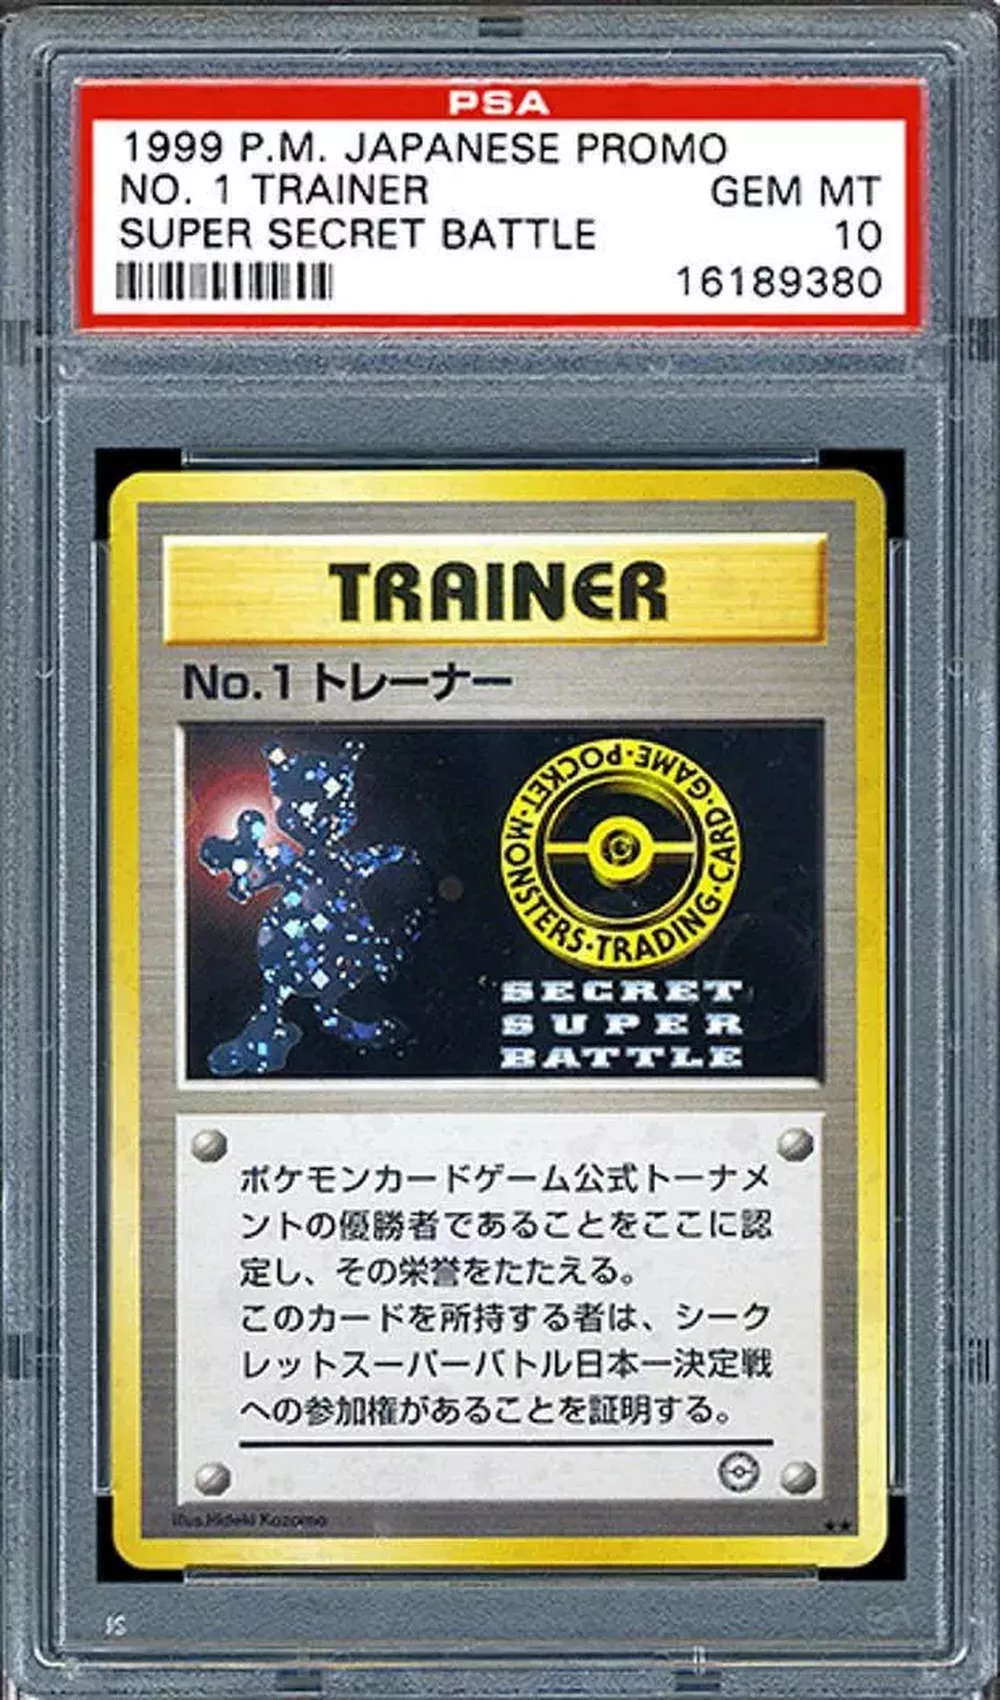 PSA
1999 P.M. JAPANESE PROMO
NO. 1 TRAINER GEM MT
SUPER SECRET BATTLE 10
16189380
TRAINER
No.1 トレーナー
POCKET・MONSTERS・TRADING・CARD・GAME・
SECRET
SUPER
BATTLE
ポケモンカードゲーム公式トーナメ
ントの優勝者であることをここに認
定し、その栄誉をたたえる。
このカードを所持する者は、シーク
レットスーパーバトル日本一決定戦
への参加権があることを証明する。
illus.Hideki Kazama
★★